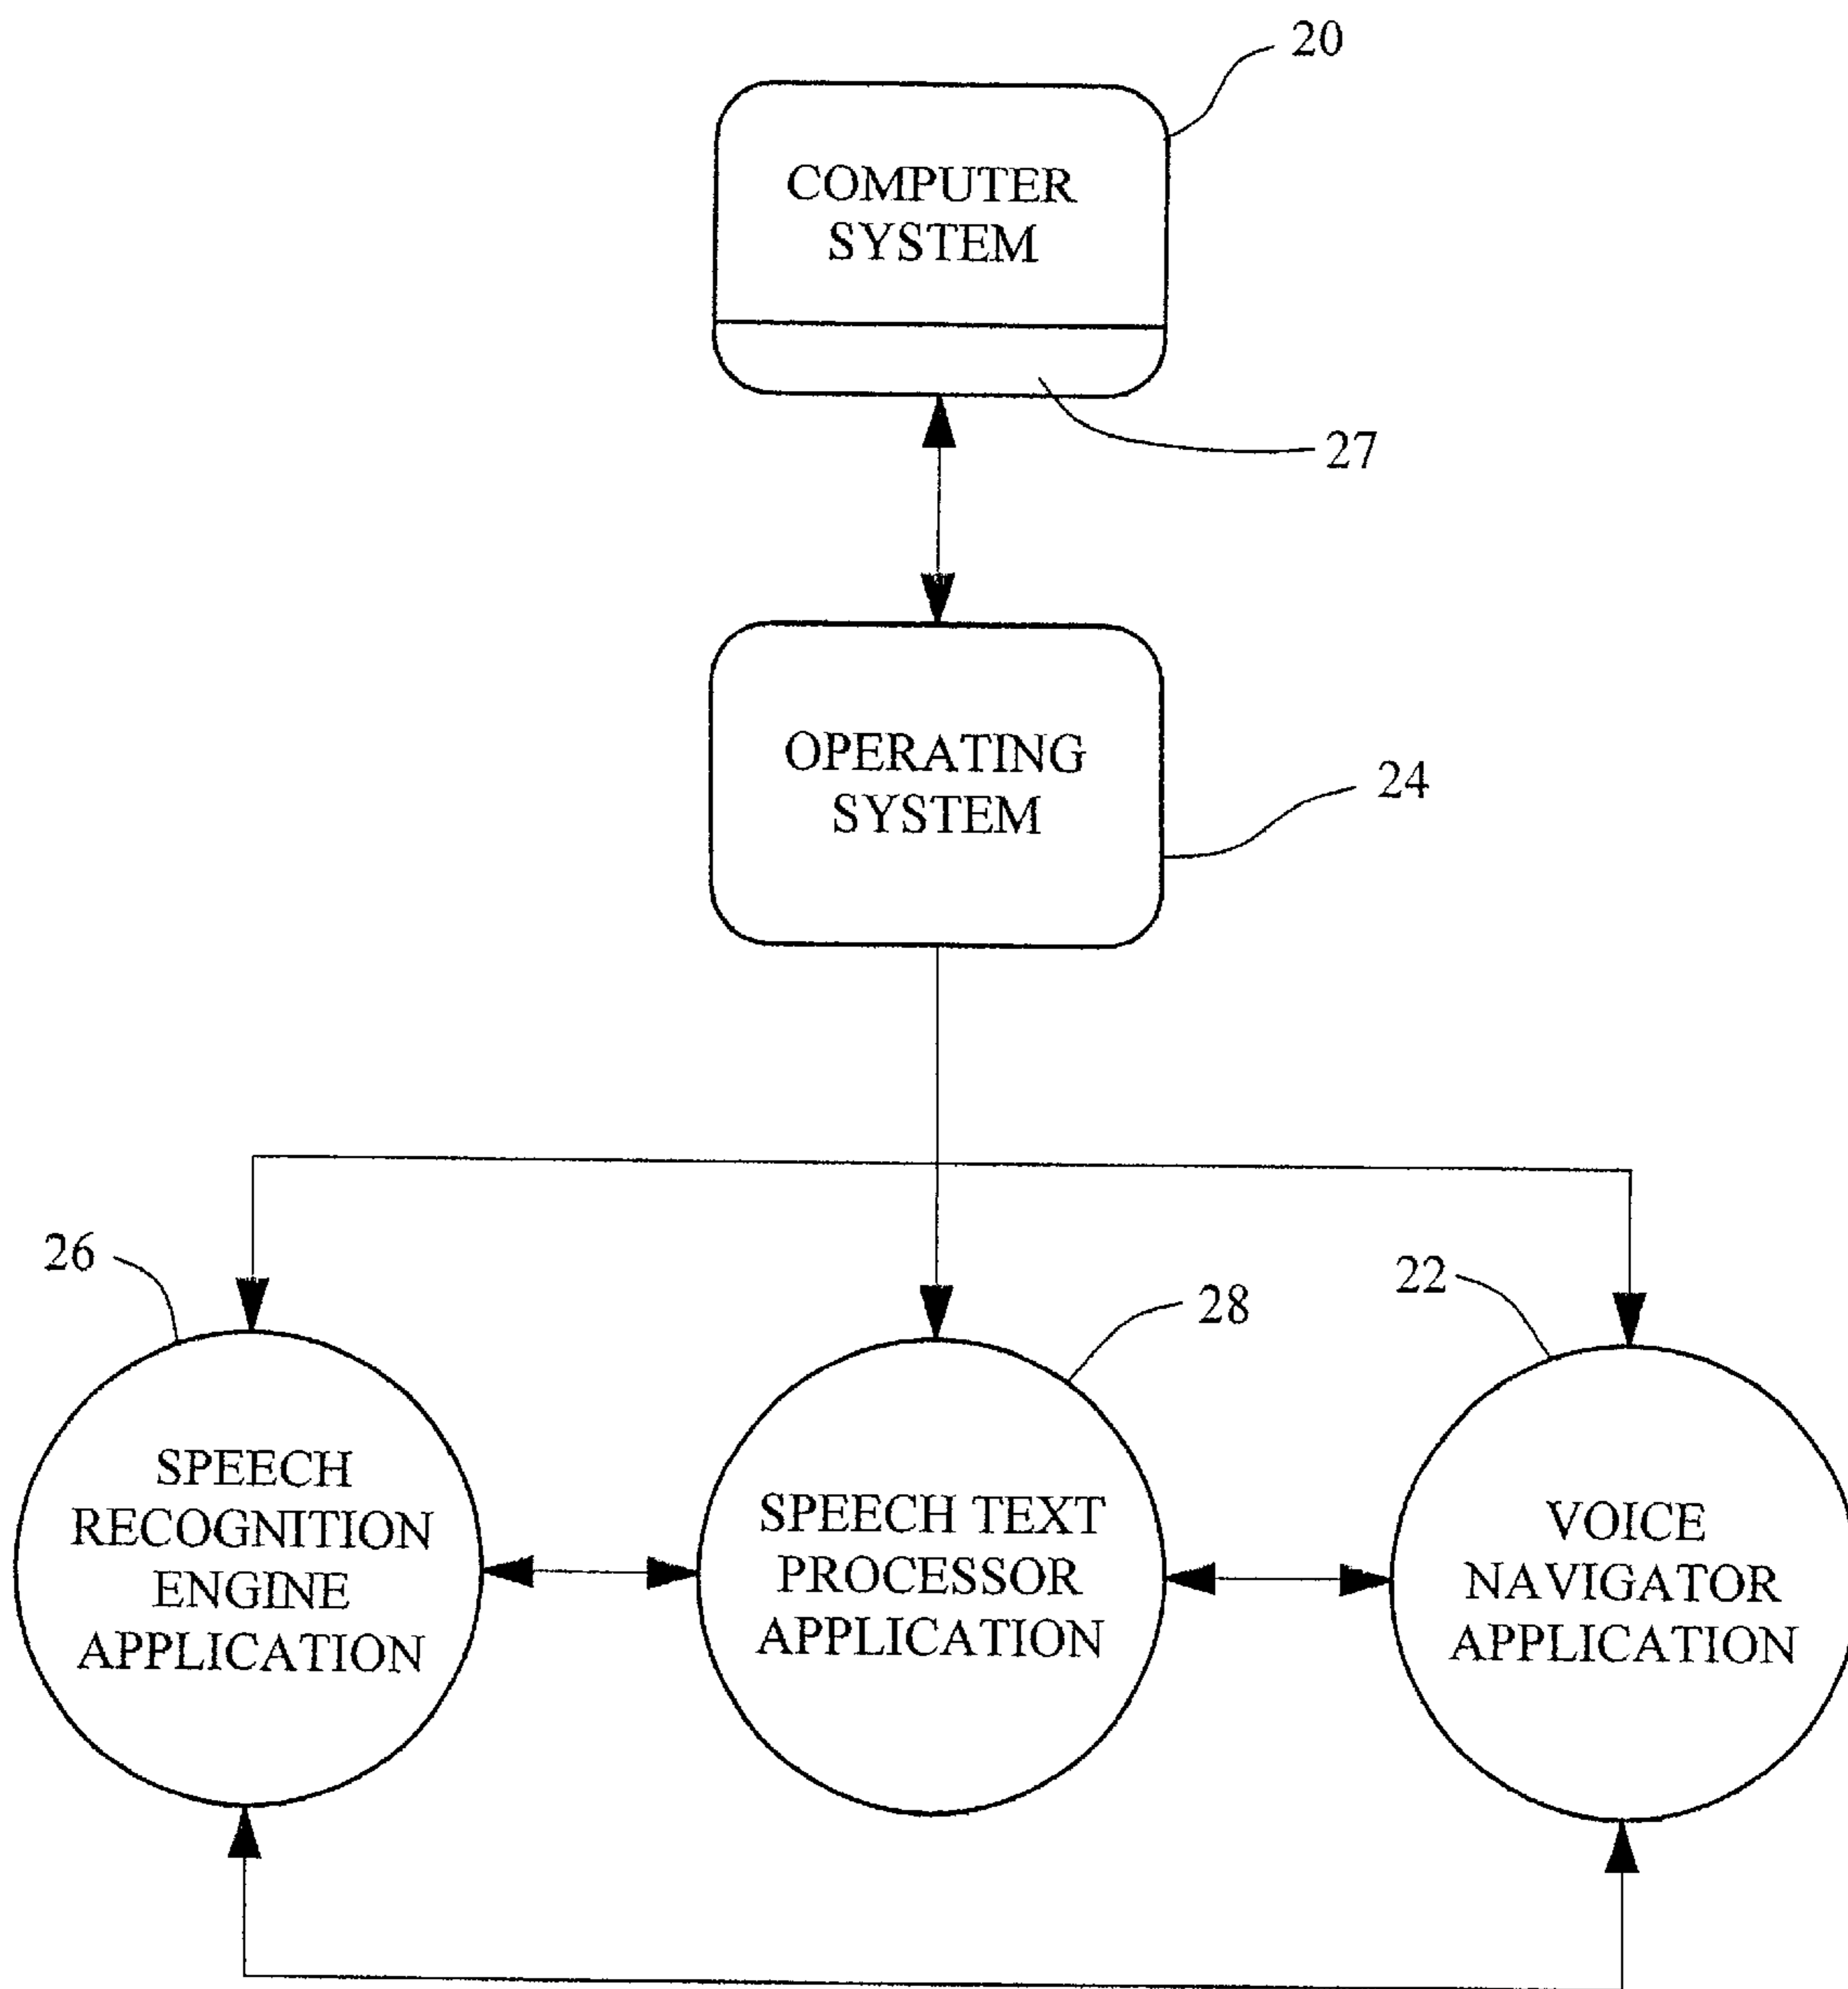 20
COMPUTER
SYSTEM
27
OPERATING
SYSTEM
24
26
28
22
SPEECH
RECOGNITION
ENGINE
APPLICATION
SPEECH TEXT
PROCESSOR
APPLICATION
VOICE
NAVIGATOR
APPLICATION